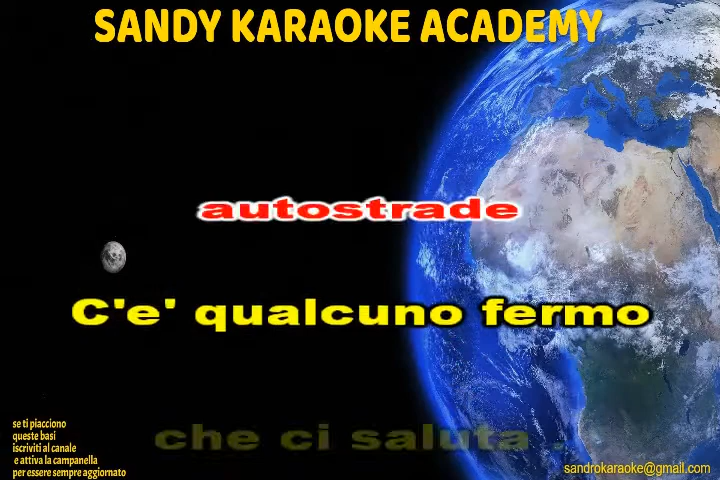 SANDY KARAOKE ACADEMY
autostrade
C'e' qualcuno fermo
che ci saluta .
se ti piacciono
queste basi
iscriviti al canale
e attiva la campanella
per essere sempre aggiornato
sandrokaraoke@gmail.com